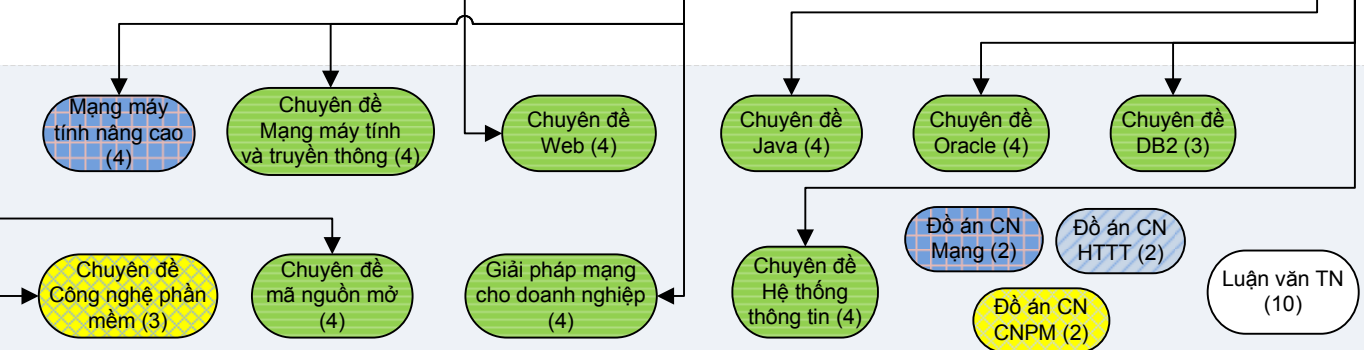 Mạng máy
tính nâng cao
(4)
Chuyên đề
Mạng máy tính
và truyền thông (4)
Chuyên đề
Web (4)
Chuyên đề
Java (4)
Chuyên đề
Oracle (4)
Chuyên đề
DB2 (3)
Chuyên đề
Công nghệ phần
mềm (3)
Chuyên đề
mã nguồn mở
(4)
Giải pháp mạng
cho doanh nghiệp
(4)
Chuyên đề
Hệ thống
thông tin (4)
Đồ án CN
Mạng (2)
Đồ án CN
HTTT (2)
Đồ án CN
CNPM (2)
Luận văn TN
(10)